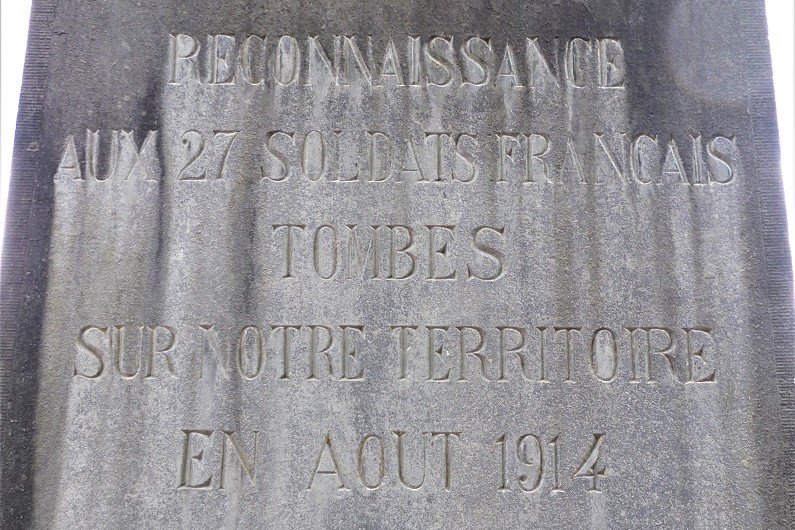 RECONNAISSANCE
AUX 27 SOLDATS FRANCAIS
TOMBES
SUR NOTRE TERRITOIRE
EN AOUT 1914